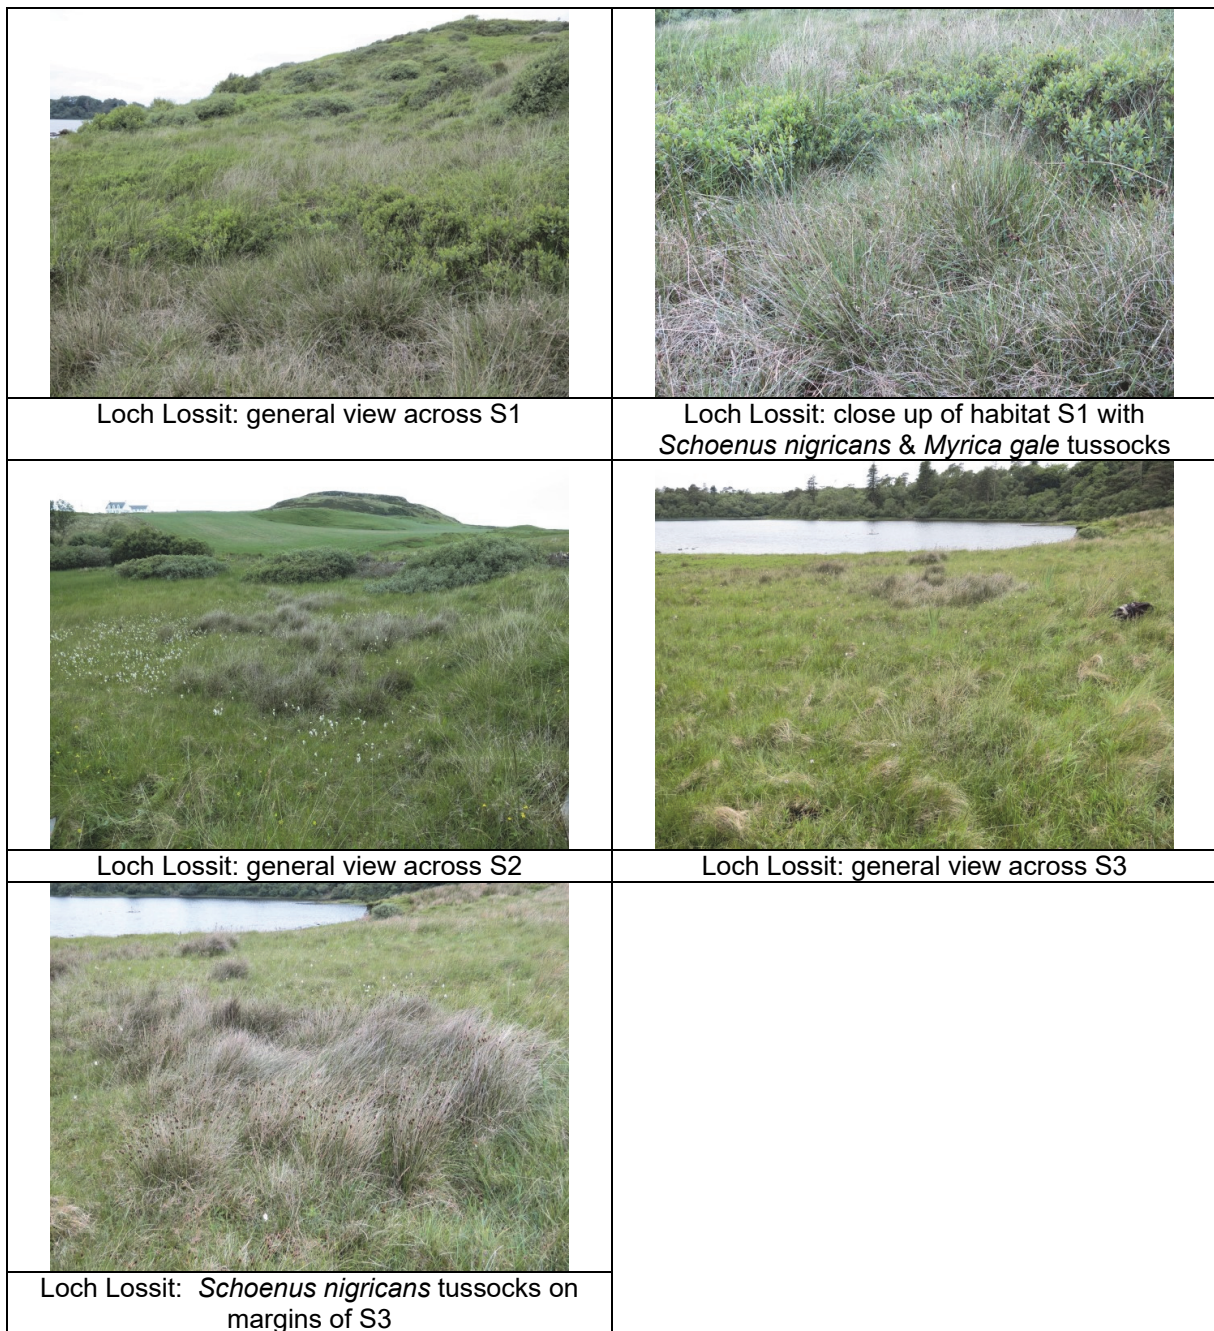 Loch Lossit: general view across S1
Loch Lossit: close up of habitat S1 with
Schoenus nigricans & Myrica gale tussocks
Loch Lossit: general view across S2
Loch Lossit: general view across S3
Loch Lossit: Schoenus nigricans tussocks on
margins of S3